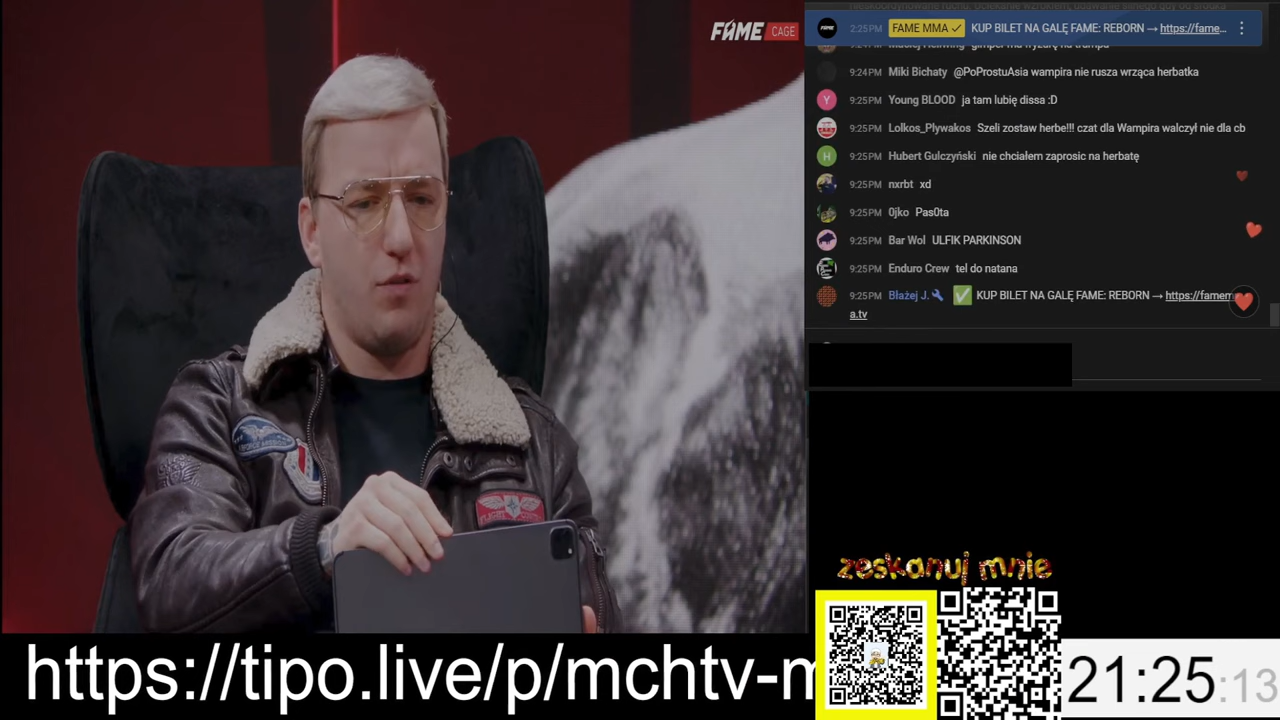 FAME CAGE
2:25PM FAME MMA ✓ KUP BILET NA GALĘ FAME: REBORN → https://fame...
9:24PM Miki Bichaty @PoProstuAsia wampira nie rusza wrząca herbatka
9:25PM Young BLOOD ja tam lubię dissa :D
9:25PM Lolkos_Plywakos Szeli zostaw herbe!!! czat dla Wampira walczył nie dla cb
9:25PM Hubert Gulczyński nie chciałem zaprosic na herbatę
9:25PM nxrbt xd
9:25PM 0jko Pas0ta
9:25PM Bar Wol ULFIK PARKINSON
9:25PM Enduro Crew tel do natana
9:25PM Błażej J. ✅ KUP BILET NA GALĘ FAME: REBORN → https://famem
a.tv
FLIGHT
zeskanuj mnie
https://tipo.live/p/mchtv-m
21:25:13